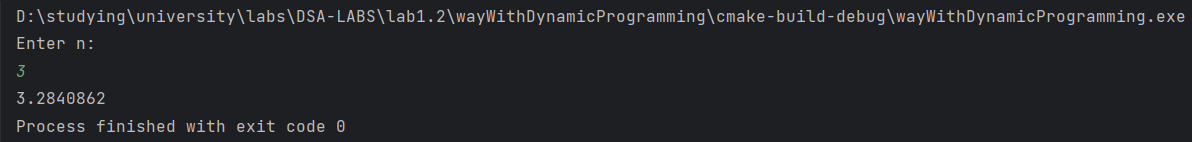 D:\studying\university\labs\DSA-LABS\lab1.2\wayWithDynamicProgramming\cmake-build-debug\wayWithDynamicProgramming.exe
Enter n:
3
3.2840862
Process finished with exit code 0